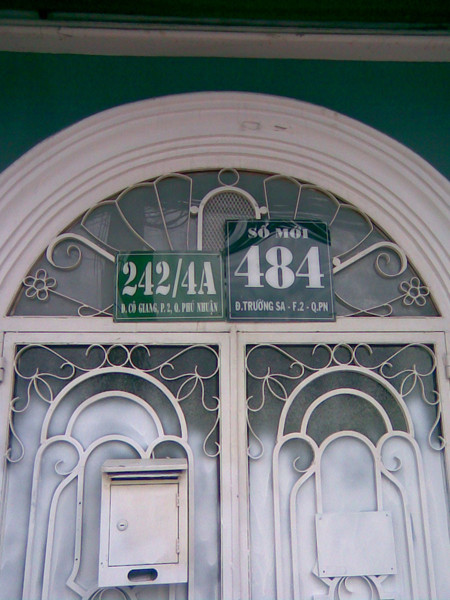 242/4A
Đ. CÔ GIANG, P. 2, Q. PHÚ NHUẬN
SỐ MỚI
484
Đ.TRƯỜNG SA - F.2 - Q.PN